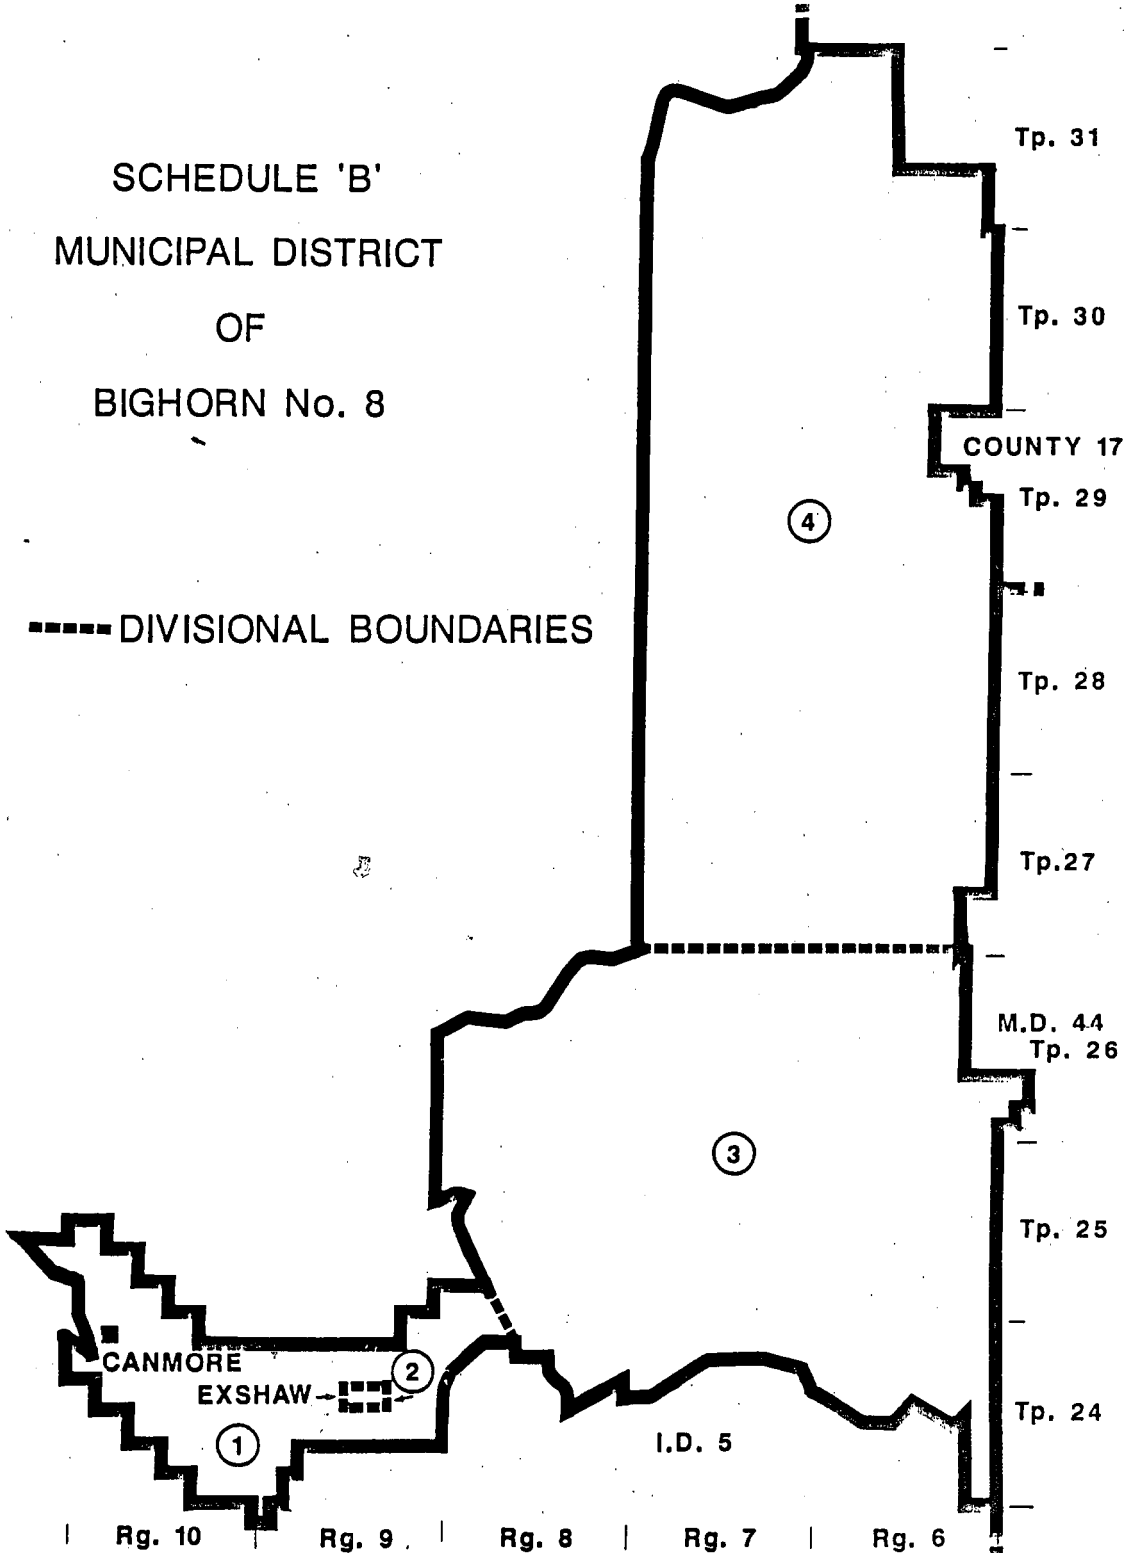 SCHEDULE 'B'
MUNICIPAL DISTRICT
OF
BIGHORN No. 8
DIVISIONAL BOUNDARIES
Tp. 31
Tp. 30
COUNTY 17
Tp. 29
4
Tp. 28
Tp.27
M.D. 44
Tp. 26
3
Tp. 25
CANMORE
2
EXSHAW
1
Tp. 24
I.D. 5
Rg. 10
Rg. 9
Rg. 8
Rg. 7
Rg. 6